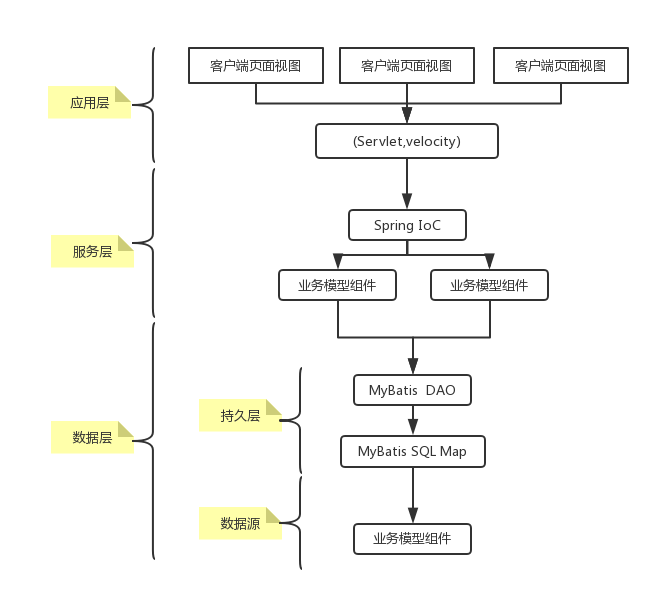 客户端页面视图
客户端页面视图
客户端页面视图
应用层
(Servlet,velocity)
Spring IoC
服务层
业务模型组件
业务模型组件
MyBatis  DAO
持久层
数据层
MyBatis SQL Map
数据源
业务模型组件